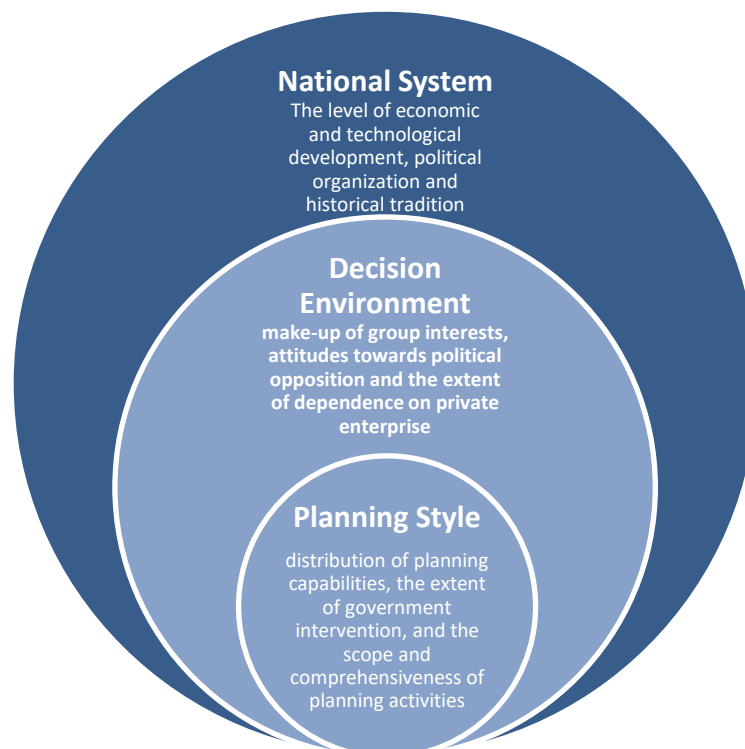 National System
The level of economic
and technological
development, political
organization and
historical tradition
Decision
Environment
make-up of group interests,
attitudes towards political
opposition and the extent
of dependence on private
enterprise
Planning Style
distribution of planning
capabilities, the extent
of government
intervention, and the
scope and
comprehensiveness of
planning activities